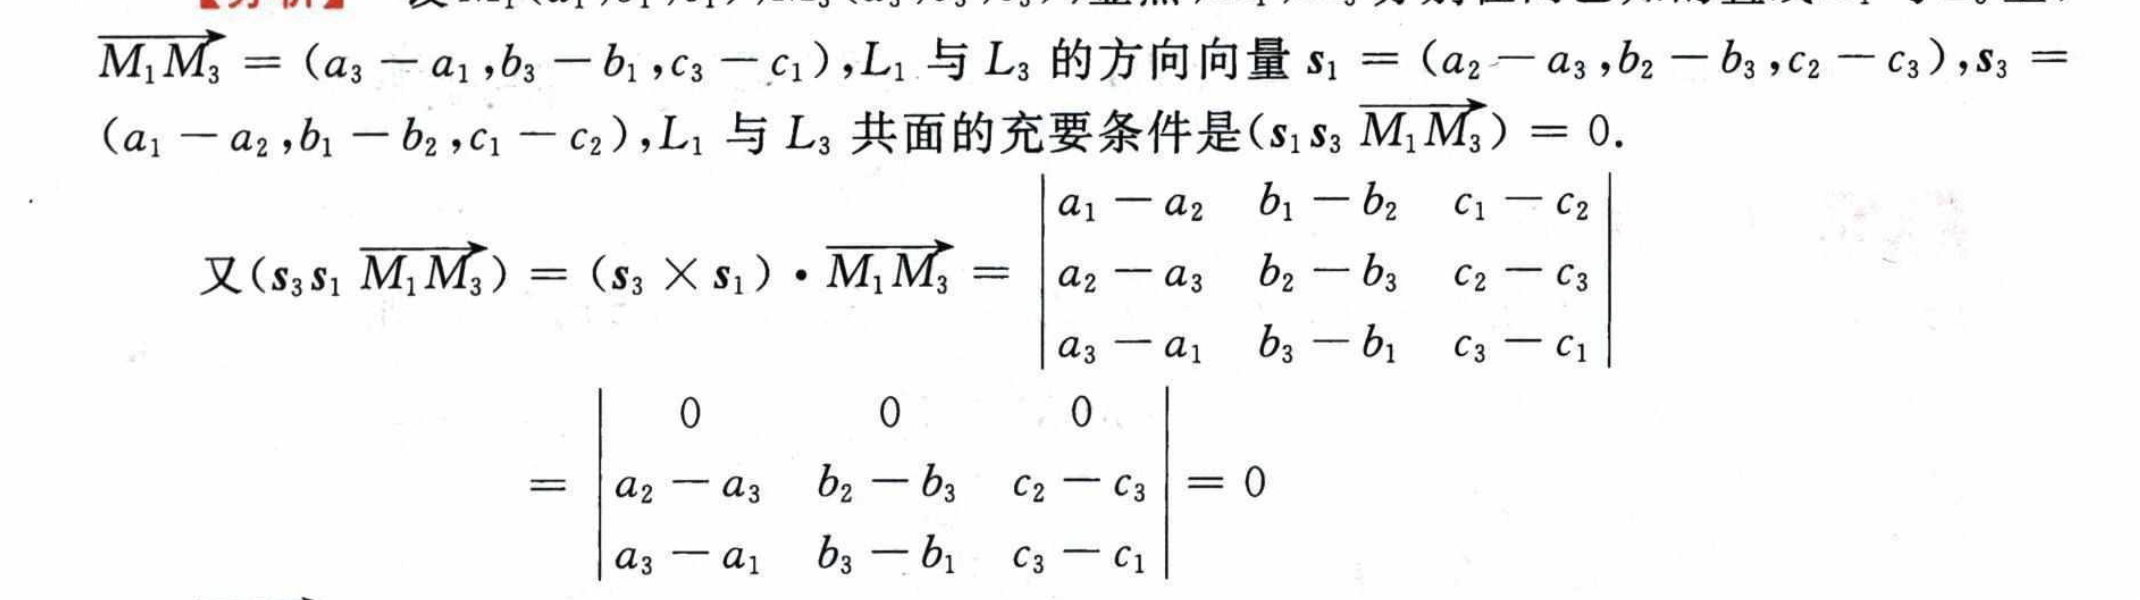 【分析】
$\overrightarrow{M_1M_3} = (a_3 - a_1, b_3 - b_1, c_3 - c_1)$,$L_1$ 与 $L_3$ 的方向向量 $\boldsymbol{s}_1 = (a_2 - a_3, b_2 - b_3, c_2 - c_3)$,$\boldsymbol{s}_3 =$
$(a_1 - a_2, b_1 - b_2, c_1 - c_2)$,$L_1$ 与 $L_3$ 共面的充要条件是$(\boldsymbol{s}_1 \boldsymbol{s}_3 \overrightarrow{M_1M_3}) = 0$.
又$(\boldsymbol{s}_3 \boldsymbol{s}_1 \overrightarrow{M_1M_3}) = (\boldsymbol{s}_3 \times \boldsymbol{s}_1) \cdot \overrightarrow{M_1M_3} = \begin{vmatrix} a_1 - a_2 & b_1 - b_2 & c_1 - c_2 \\ a_2 - a_3 & b_2 - b_3 & c_2 - c_3 \\ a_3 - a_1 & b_3 - b_1 & c_3 - c_1 \end{vmatrix}$
$= \begin{vmatrix} 0 & 0 & 0 \\ a_2 - a_3 & b_2 - b_3 & c_2 - c_3 \\ a_3 - a_1 & b_3 - b_1 & c_3 - c_1 \end{vmatrix} = 0$